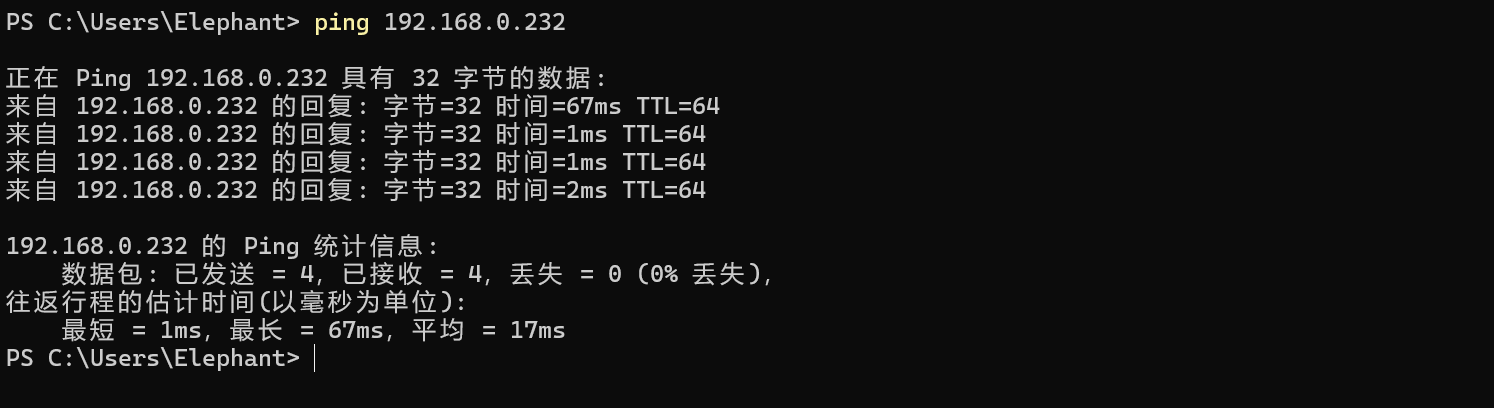 PS C:\Users\Elephant> ping 192.168.0.232
正在 Ping 192.168.0.232 具有 32 字节的数据:
来自 192.168.0.232 的回复: 字节=32 时间=67ms TTL=64
来自 192.168.0.232 的回复: 字节=32 时间=1ms TTL=64
来自 192.168.0.232 的回复: 字节=32 时间=1ms TTL=64
来自 192.168.0.232 的回复: 字节=32 时间=2ms TTL=64
192.168.0.232 的 Ping 统计信息:
    数据包: 已发送 = 4，已接收 = 4，丢失 = 0 (0% 丢失)，
往返行程的估计时间(以毫秒为单位):
    最短 = 1ms，最长 = 67ms，平均 = 17ms
PS C:\Users\Elephant>